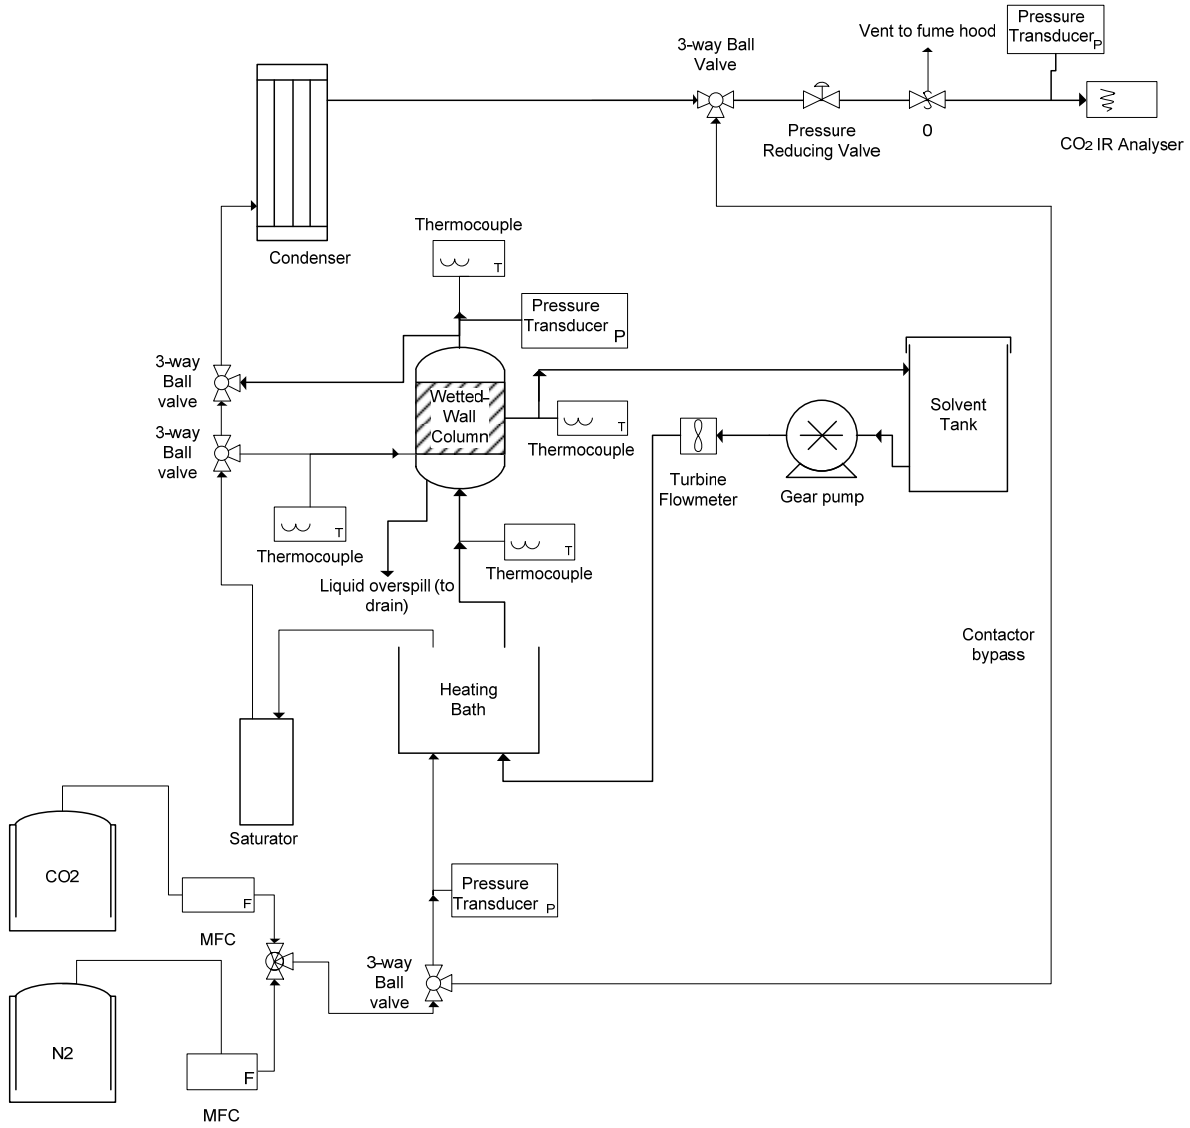 Pressure
Transducer
P
Vent to fume hood
3-way Ball
Valve
Pressure
Reducing Valve
0
CO2 IR Analyser
Condenser
Thermocouple
T
Pressure
Transducer
P
3-way
Ball
valve
Wetted-
Wall
Column
Solvent
Tank
T
Thermocouple
3-way
Ball
valve
Turbine
Flowmeter
Gear pump
T
Thermocouple
T
Thermocouple
Liquid overspill (to
drain)
Contactor
bypass
Heating
Bath
Saturator
CO2
F
MFC
Pressure
Transducer
P
3-way
Ball
valve
N2
F
MFC